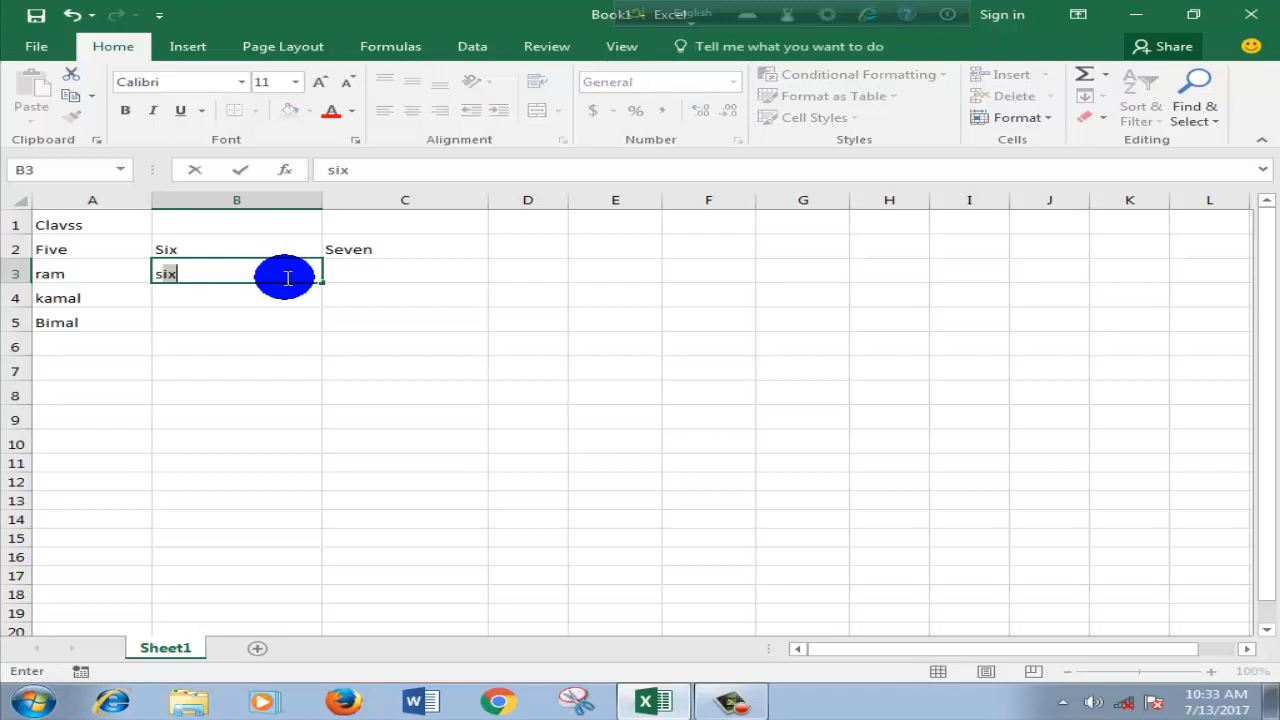 Book1 - Excel
English
Sign in
File Home Insert Page Layout Formulas Data Review View Tell me what you want to do Share
Paste
Calibri 11
B I U A
General
$ % ,
Conditional Formatting
Format as Table
Cell Styles
Insert
Delete
Format
Sort & Filter
Find & Select
Clipboard Font Alignment Number Styles Cells Editing
B3 fx six
A B C D E F G H I J K L
1 Clavss
2 Five Six Seven
3 ram six
4 kamal
5 Bimal
6
7
8
9
10
11
12
13
14
15
16
17
18
19
20
Sheet1
Enter 100%
10:33 AM
7/13/2017